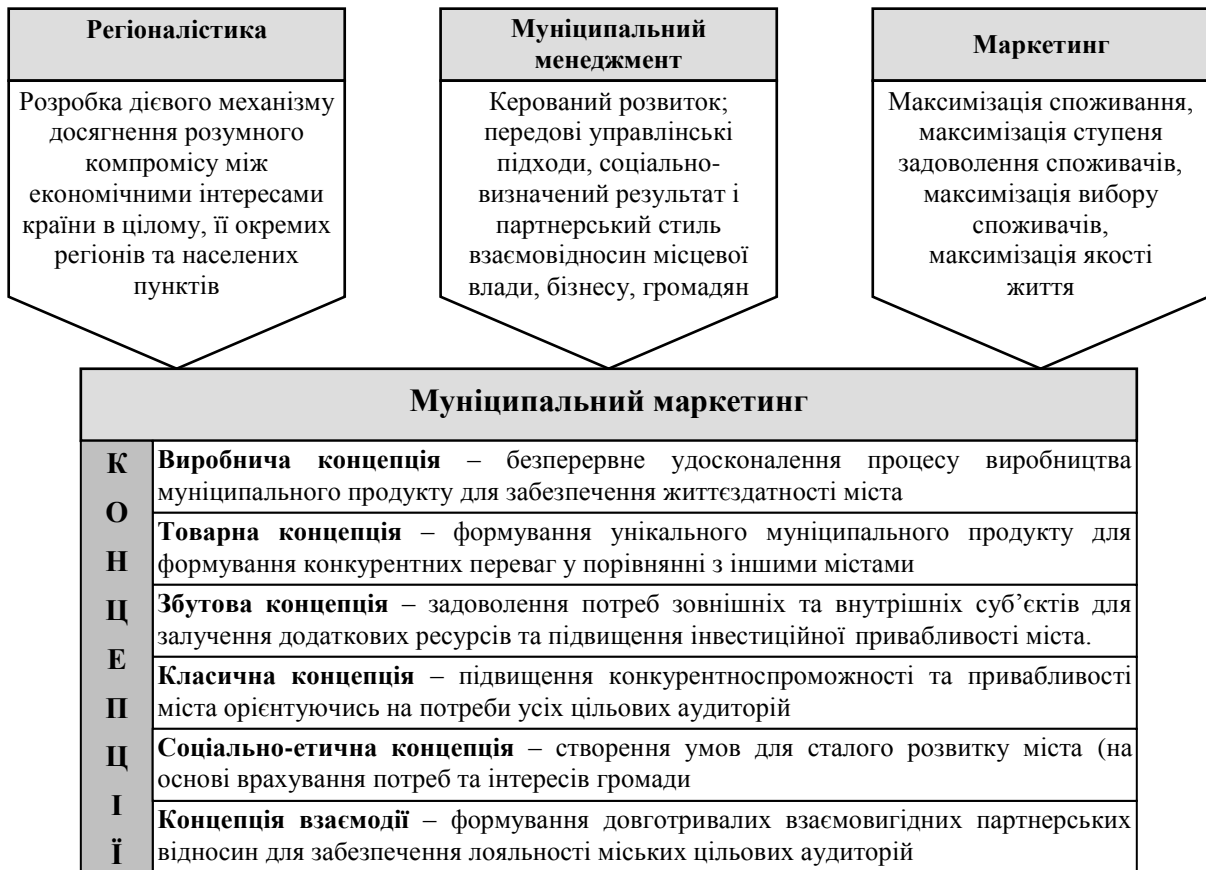 Регіоналістика
Розробка дієвого механізму
досягнення розумного
компромісу між
економічними інтересами
країни в цілому, її окремих
регіонів та населених
пунктів
Муніципальний
менеджмент
Керований розвиток;
передові управлінські
підходи, соціально-
визначений результат і
партнерський стиль
взаємовідносин місцевої
влади, бізнесу, громадян
Маркетинг
Максимізація споживання,
максимізація ступеня
задоволення споживачів,
максимізація вибору
споживачів,
максимізація якості
життя
Муніципальний маркетинг
К
О
Н
Ц
Е
П
Ц
І
Ї
Виробнича концепція – безперервне удосконалення процесу виробництва
муніципального продукту для забезпечення життєздатності міста
Товарна концепція – формування унікального муніципального продукту для
формування конкурентних переваг у порівнянні з іншими містами
Збутова концепція – задоволення потреб зовнішніх та внутрішніх суб’єктів для
залучення додаткових ресурсів та підвищення інвестиційної привабливості міста.
Класична концепція – підвищення конкурентноспроможності та привабливості
міста орієнтуючись на потреби усіх цільових аудиторій
Соціально-етична концепція – створення умов для сталого розвитку міста (на
основі врахування потреб та інтересів громади
Концепція взаємодії – формування довготривалих взаємовигідних партнерських
відносин для забезпечення лояльності міських цільових аудиторій